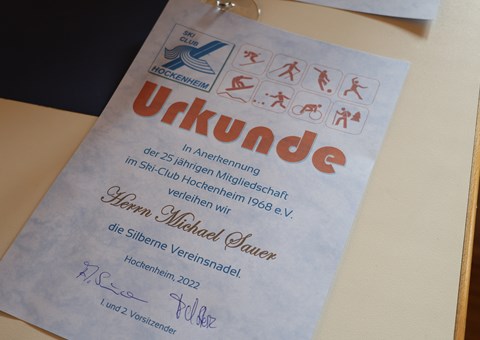 SKI
CLUB
HOCKENHEIM
Urkunde
In Anerkennung
der 25 jährigen Mitgliedschaft
im Ski-Club Hockenheim 1968 e.V.
verleihen wir
Herrn Michael Sauer
die Silberne Vereinsnadel.
Hockenheim, 2022
1. und 2. Vorsitzender